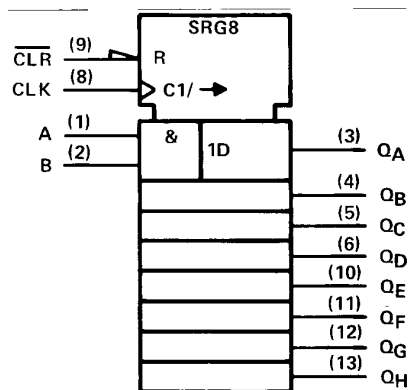 SRG8
CLR (9) R
CLK (8) C1/→
A (1) & 1D (3) QA
B (2)
(4) QB
(5) QC
(6) QD
(10) QE
(11) QF
(12) QG
(13) QH